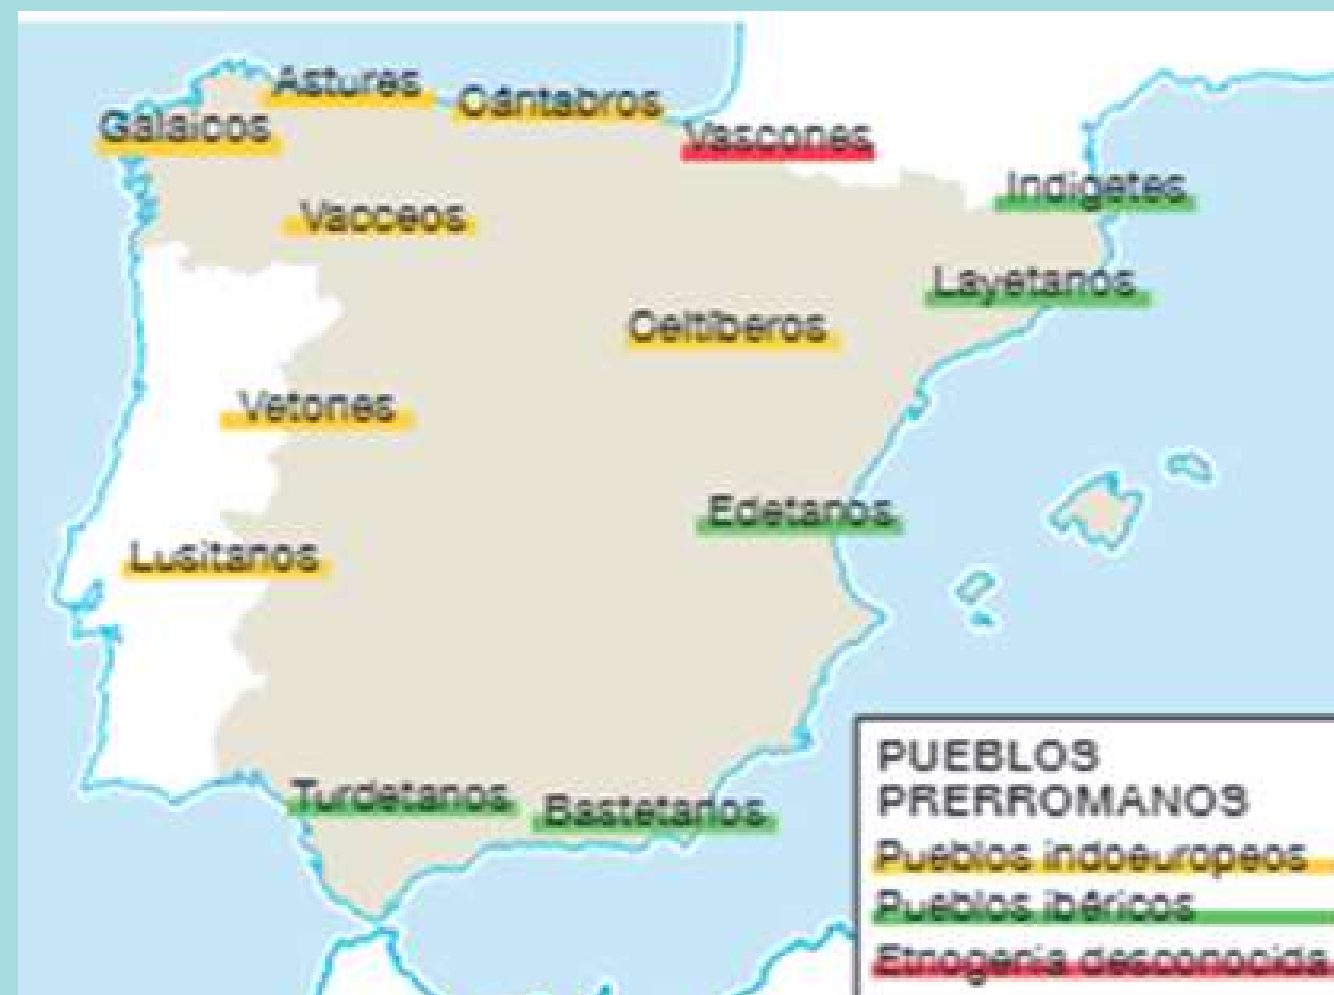 Astures
Cántabros
Galaicos
Vascones
Indigetes
Vacceos
Layetanos
Celtíberos
Vetones
Edetanos
Lusitanos
Turdetanos
Bastetanos
PUEBLOS
PRERROMANOS
Pueblos indoeuropeos
Pueblos ibéricos
Etnogenia desconocida